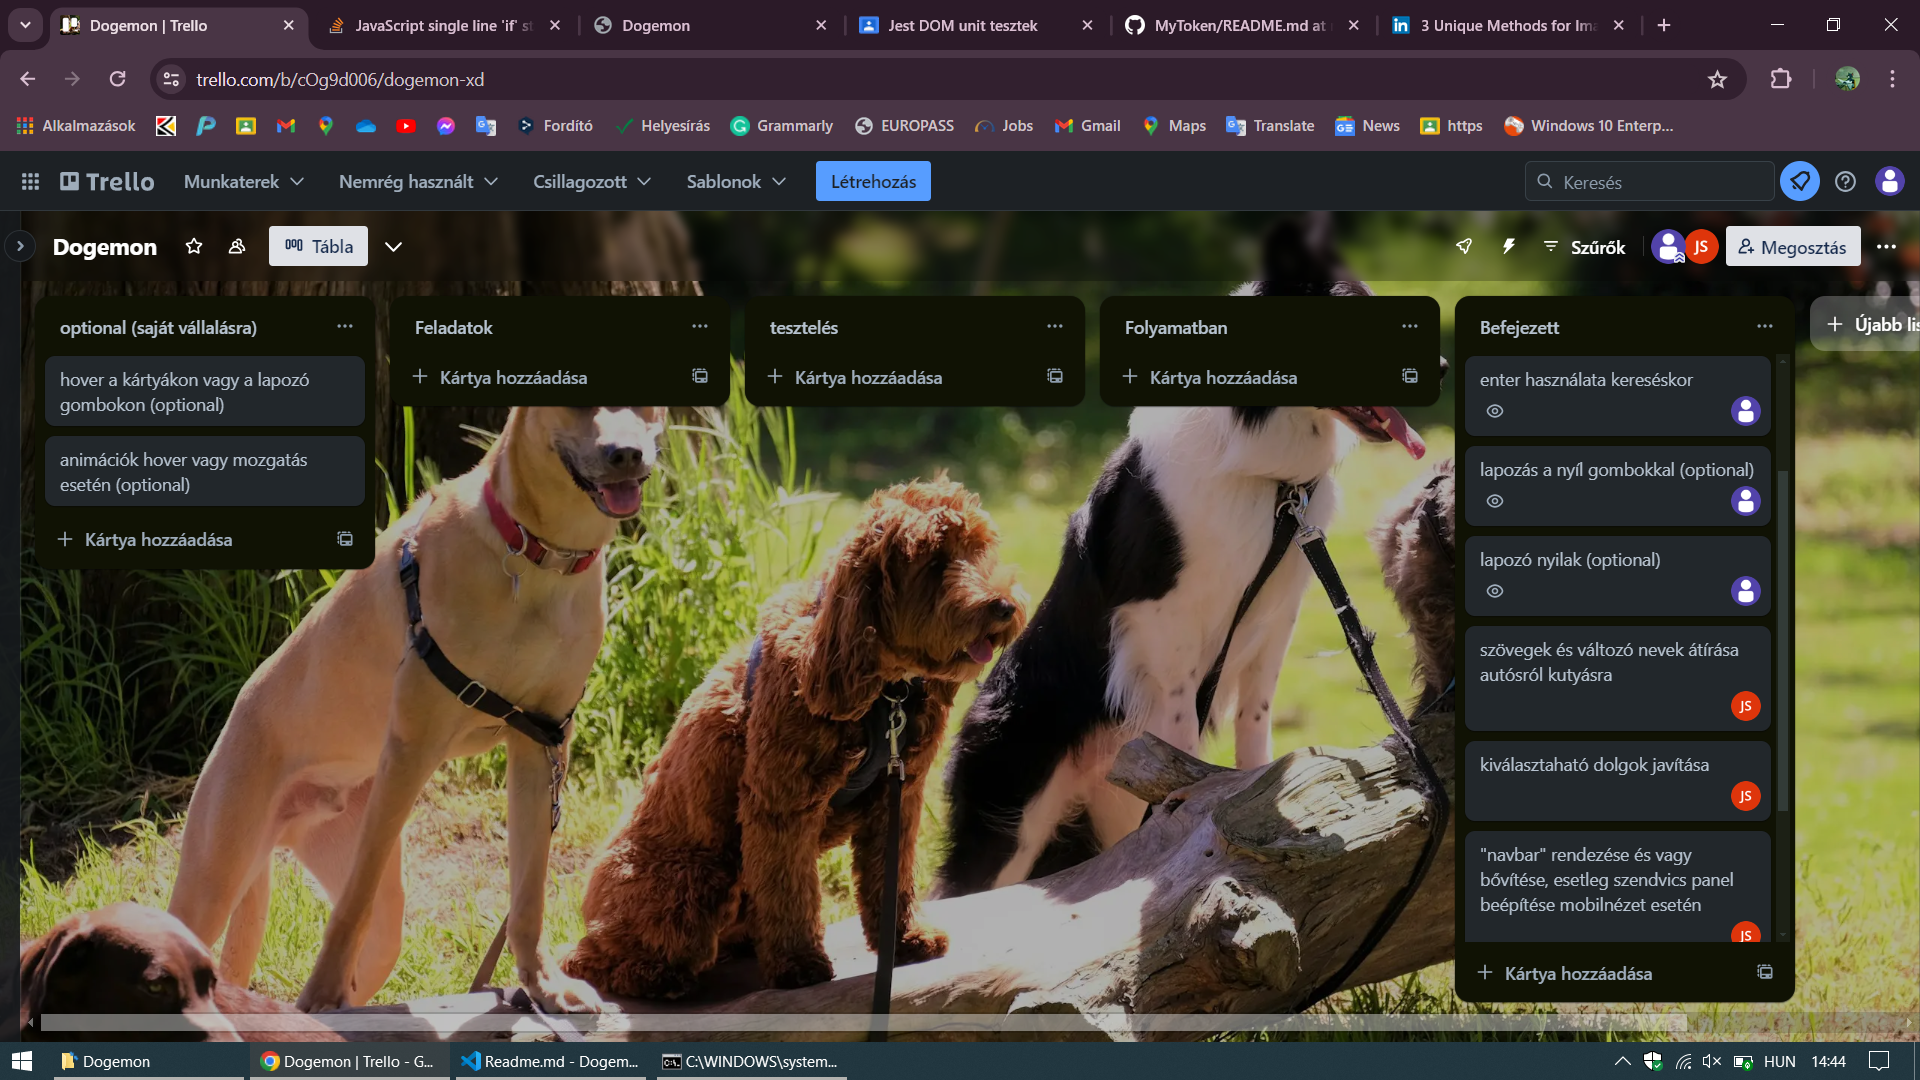 Dogemon | Trello
JavaScript single line 'if' st
Dogemon
Jest DOM unit tesztek
MyToken/README.md at
3 Unique Methods for Ima
trello.com/b/cOg9d006/dogemon-xd
Alkalmazások
Fordító
Helyesírás
Grammarly
EUROPASS
Jobs
Gmail
Maps
Translate
News
https
Windows 10 Enterp...
Trello
Munkaterek
Nemrég használt
Csillagozott
Sablonok
Létrehozás
Keresés
Dogemon
Tábla
Szűrők
JS
Megosztás
optional (saját vállalásra)
hover a kártyákon vagy a lapozó
gombokon (optional)
animációk hover vagy mozgatás
esetén (optional)
+ Kártya hozzáadása
Feladatok
+ Kártya hozzáadása
tesztelés
+ Kártya hozzáadása
Folyamatban
+ Kártya hozzáadása
Befejezett
enter használata kereséskor
lapozás a nyíl gombokkal (optional)
lapozó nyilak (optional)
szövegek és változó nevek átírása
autósról kutyásra
JS
kiválasztaható dolgok javítása
JS
"navbar" rendezése és vagy
bővítése, esetleg szendvics panel
beépítése mobilnézet esetén
JS
+ Kártya hozzáadása
+ Újabb lis
Dogemon
Dogemon | Trello - G...
Readme.md - Dogem...
C:\WINDOWS\system...
HUN
14:44